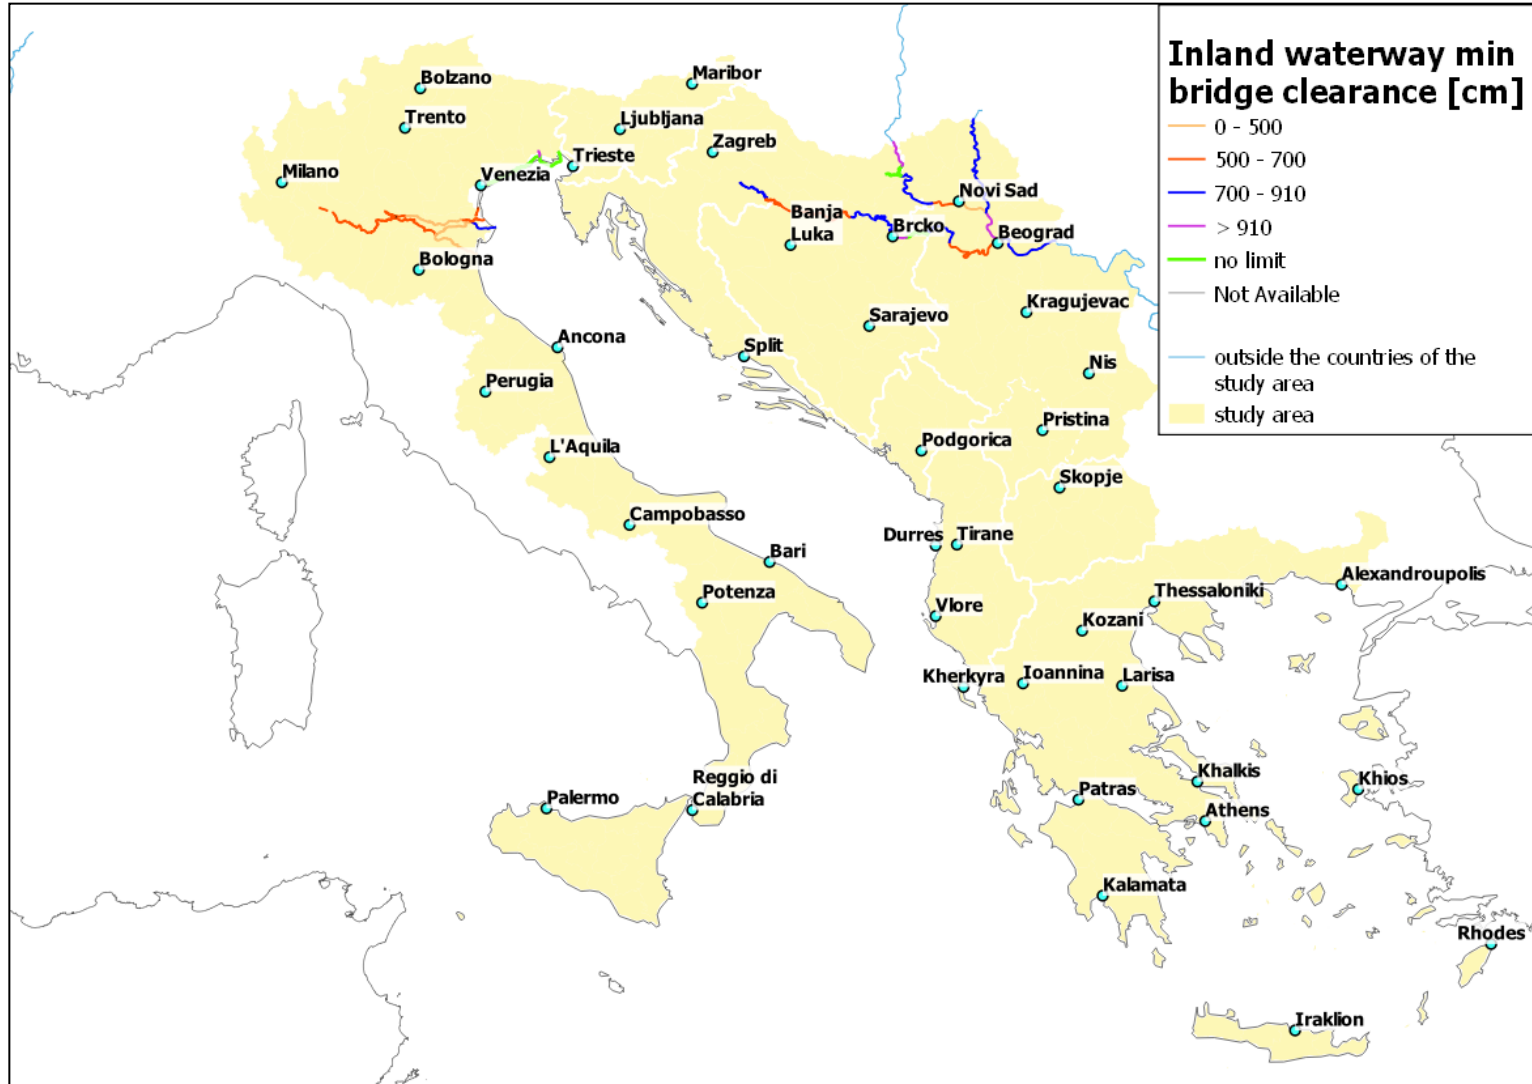 Inland waterway min
bridge clearance [cm]
0 - 500
500 - 700
700 - 910
> 910
no limit
Not Available
outside the countries of the
study area
study area
Maribor
Bolzano
Trento
Ljubljana
Zagreb
Trieste
Milano
Venezia
Novi Sad
Banja
Luka
Brcko
Beograd
Bologna
Kragujevac
Sarajevo
Ancona
Split
Nis
Perugia
Pristina
Podgorica
L'Aquila
Skopje
Campobasso
Durres
Tirane
Bari
Alexandroupolis
Thessaloniki
Potenza
Vlore
Kozani
Kherkyra
Ioannina
Larisa
Reggio di
Calabria
Khalkis
Khios
Palermo
Patras
Athens
Kalamata
Rhodes
Iraklion